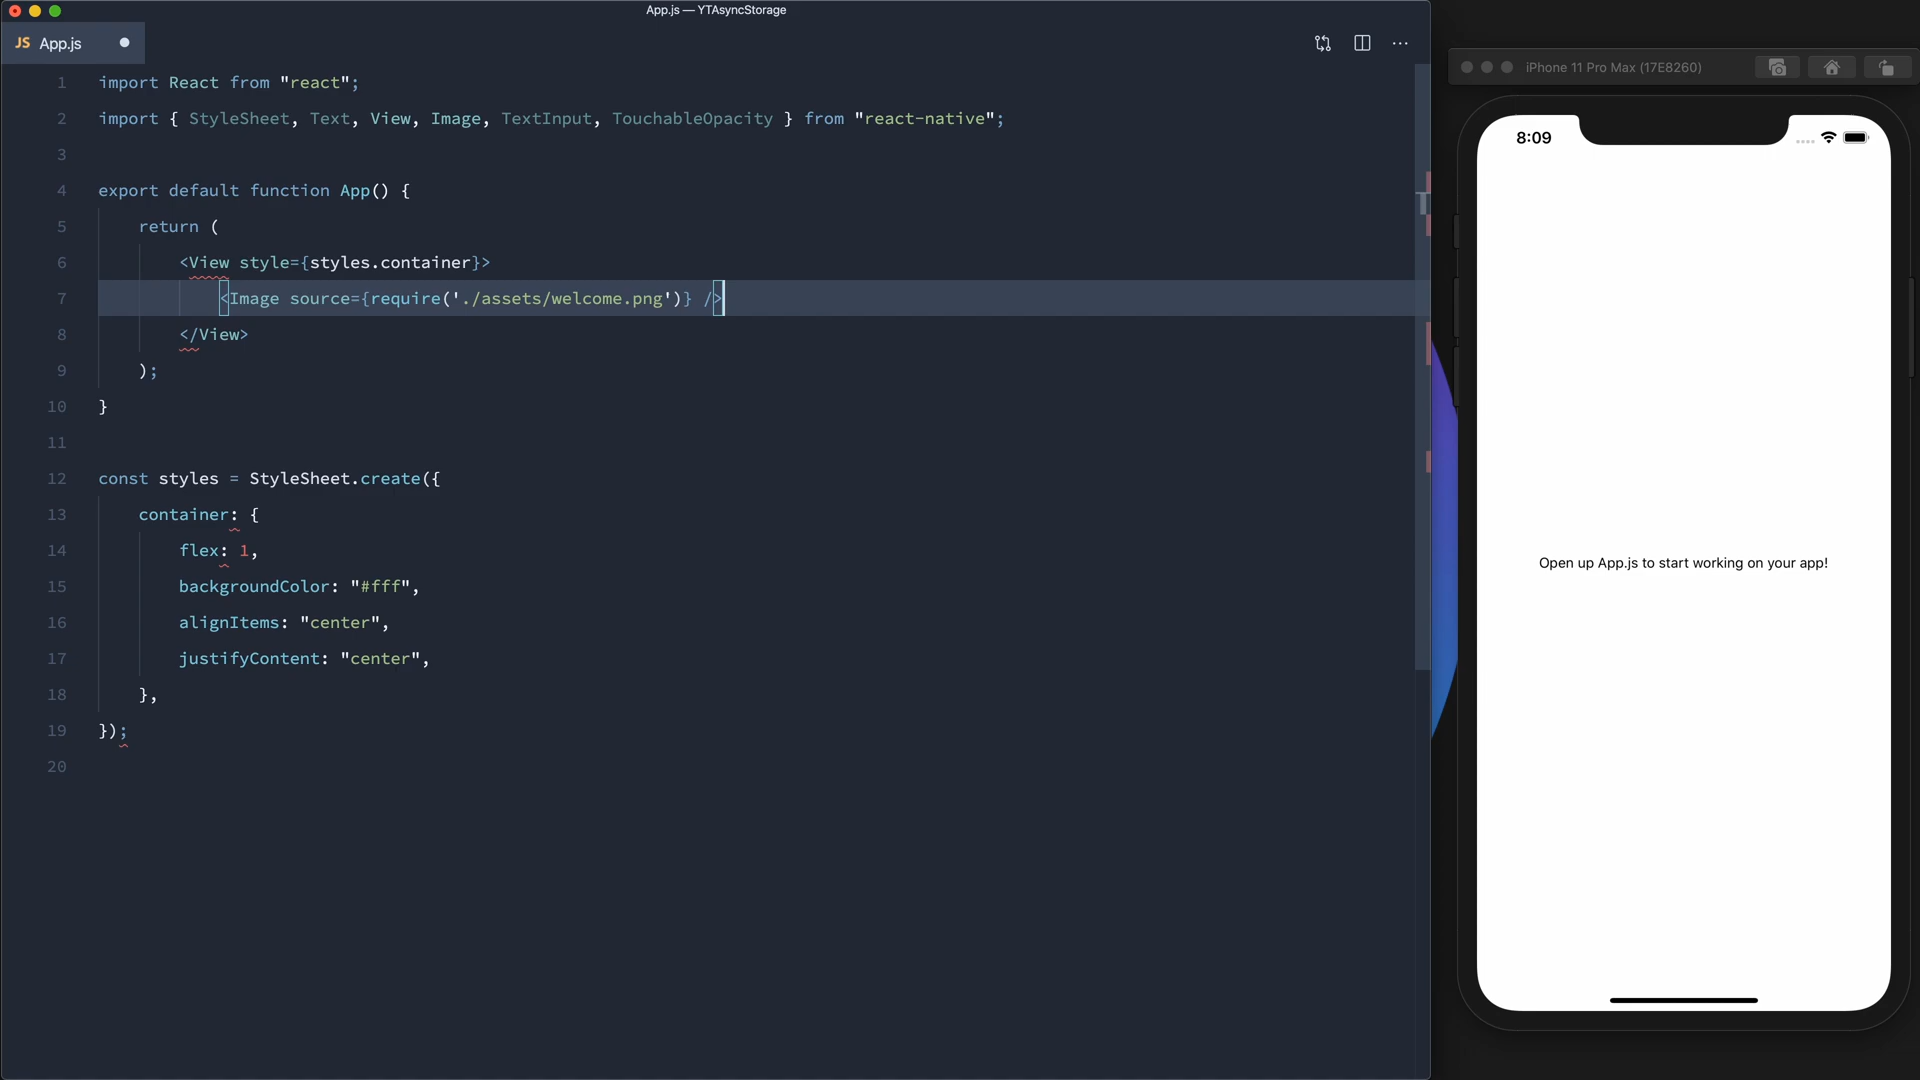 App.js — YTAsyncStorage
JS App.js
1 import React from "react";
2 import { StyleSheet, Text, View, Image, TextInput, TouchableOpacity } from "react-native";
3
4 export default function App() {
5 return (
6 <View style={styles.container}>
7 <Image source={require('./assets/welcome.png')} />
8 </View>
9 );
10 }
11
12 const styles = StyleSheet.create({
13 container: {
14 flex: 1,
15 backgroundColor: "#fff",
16 alignItems: "center",
17 justifyContent: "center",
18 },
19 });
20
iPhone 11 Pro Max (17E8260)
8:09
Open up App.js to start working on your app!